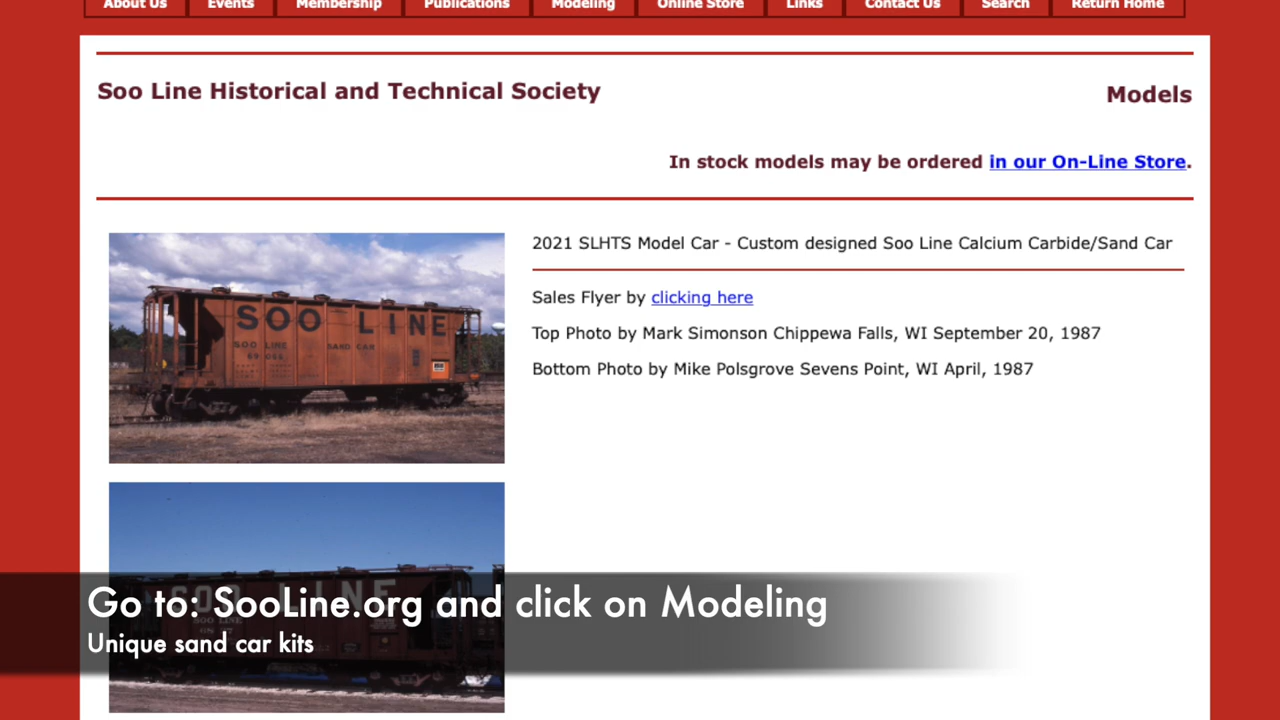 About Us Events Membership Publications Modeling Online Store Links Contact Us Search Return Home
Soo Line Historical and Technical Society
Models
In stock models may be ordered in our On-Line Store.
2021 SLHTS Model Car - Custom designed Soo Line Calcium Carbide/Sand Car
Sales Flyer by clicking here
Top Photo by Mark Simonson Chippewa Falls, WI September 20, 1987
Bottom Photo by Mike Polsgrove Sevens Point, WI April, 1987
SOO LINE
SOO LINE SAND CAR
SOO LINE
SOO LINE
Go to: SooLine.org and click on Modeling
Unique sand car kits